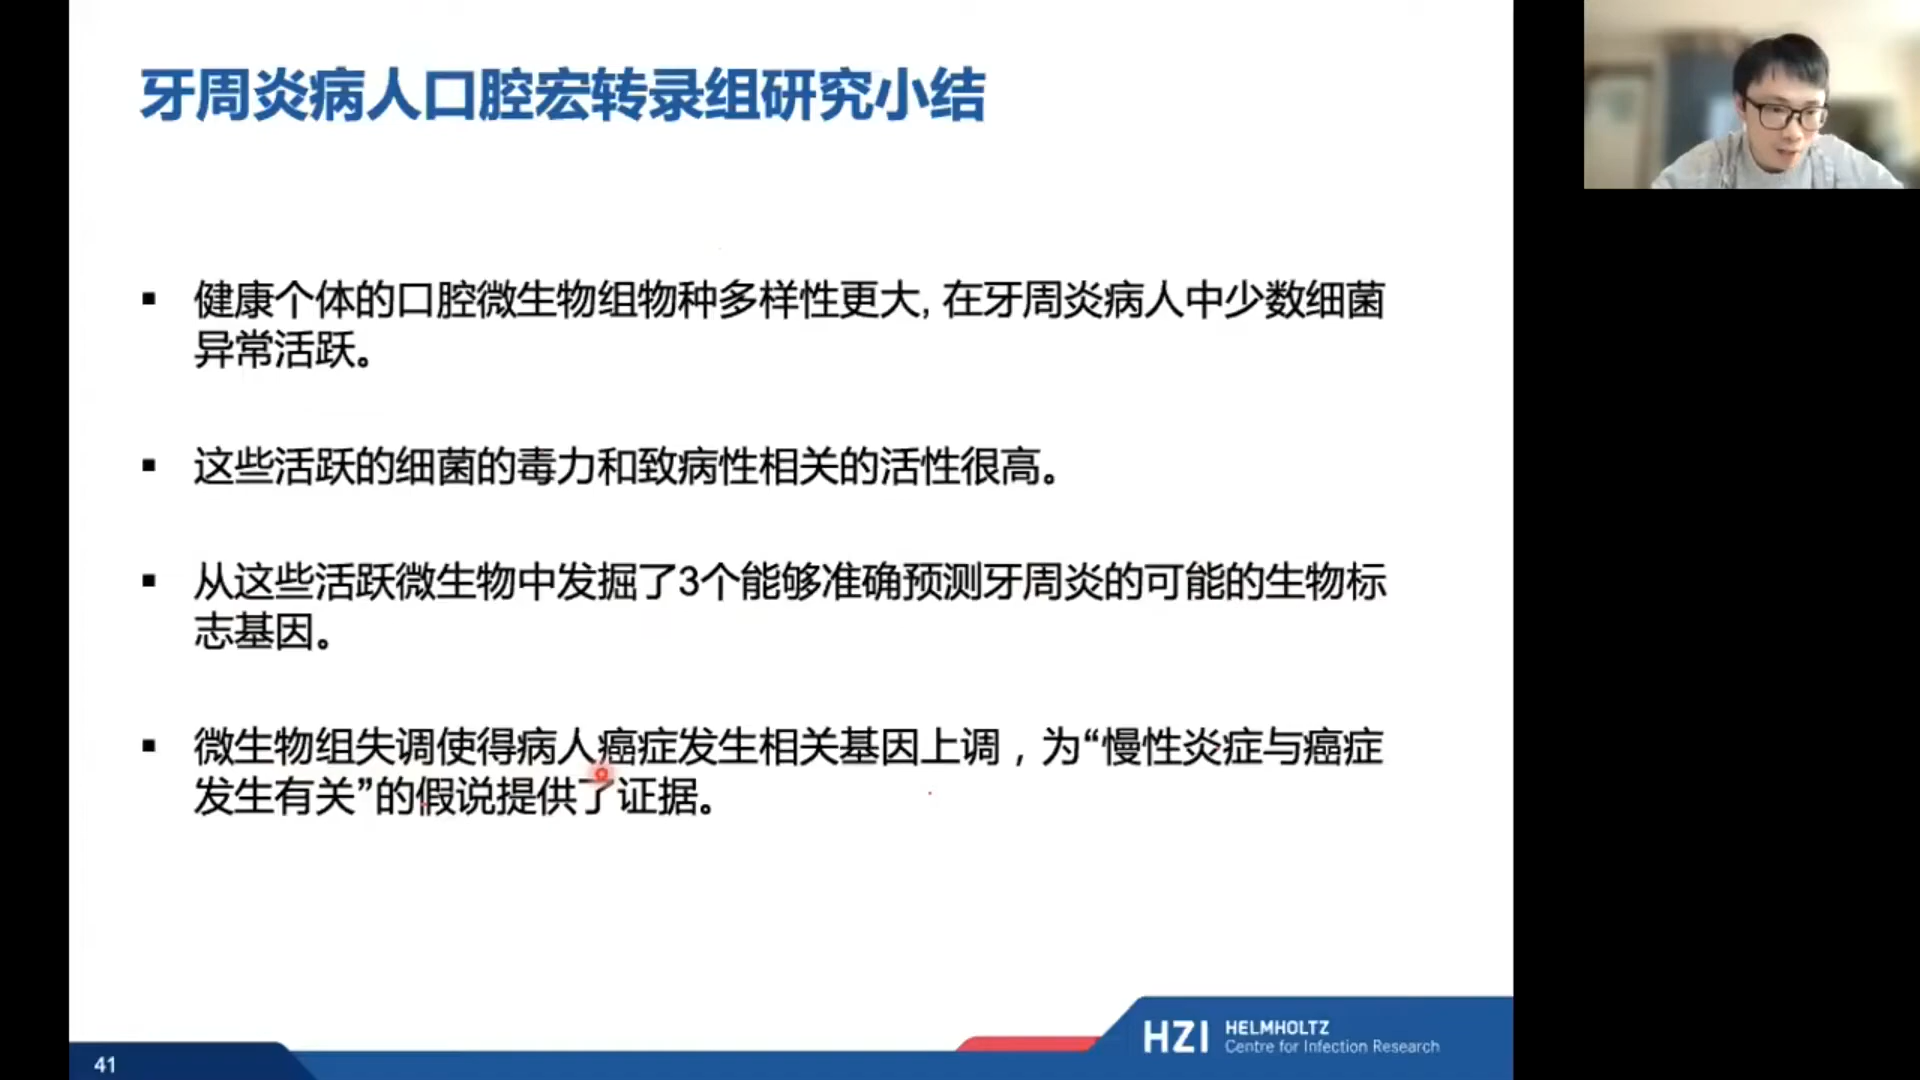 牙周炎病人口腔宏转录组研究小结
▪ 健康个体的口腔微生物组物种多样性更大, 在牙周炎病人中少数细菌
异常活跃。
▪ 这些活跃的细菌的毒力和致病性相关的活性很高。
▪ 从这些活跃微生物中发掘了3个能够准确预测牙周炎的可能的生物标
志基因。
▪ 微生物组失调使得病人癌症发生相关基因上调，为“慢性炎症与癌症
发生有关”的假说提供了证据。
HZI HELMHOLTZ
Centre for Infection Research
41